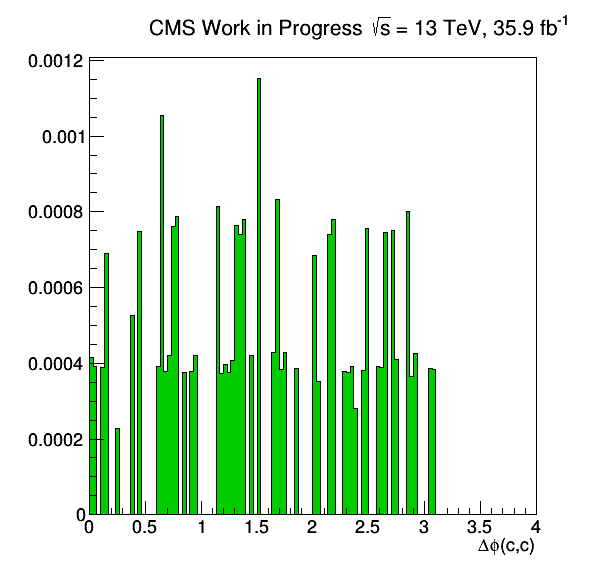 CMS Work in Progress √s = 13 TeV, 35.9 fb⁻¹
0.0012
0.001
0.0008
0.0006
0.0004
0.0002
0
0 0.5 1 1.5 2 2.5 3 3.5 4
Δϕ(c,c)